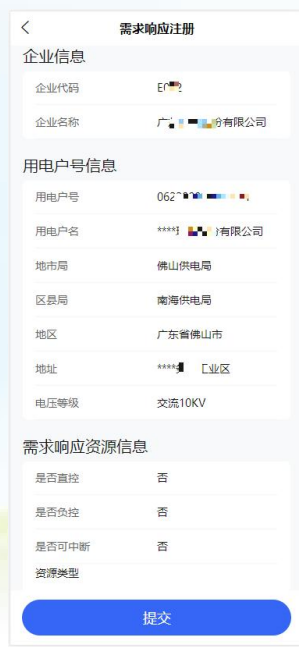 需求响应注册
企业信息
企业代码
企业名称 份有限公司
用电户号信息
用电户号 062
用电户名 ****有限公司
地市局 佛山供电局
区县局 南海供电局
地区 广东省佛山市
地址 ****工业区
电压等级 交流10KV
需求响应资源信息
是否直控 否
是否负控 否
是否可中断 否
资源类型
提交